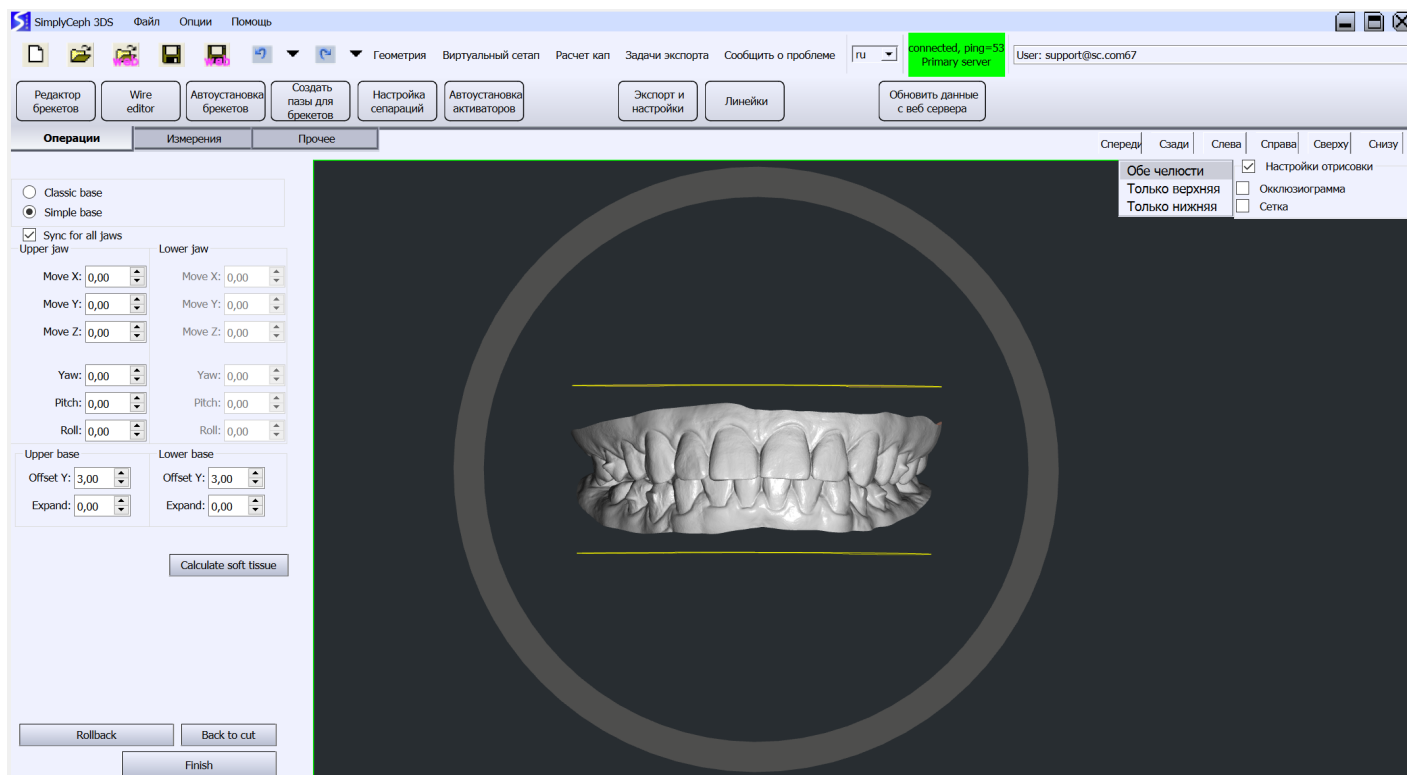 SimplyCeph 3DS Файл Опции Помощь
web web Геометрия Виртуальный сетап Расчет кап Задачи экспорта Сообщить о проблеме ru connected, ping=53 User: support@sc.com67
Primary server
Редактор брекетов
Wire editor
Автоустановка брекетов
Создать пазы для брекетов
Настройка сепараций
Автоустановка активаторов
Экспорт и настройки
Линейки
Обновить данные с веб сервера
Операции Измерения Прочее
Спереди Сзади Слева Справа Сверху Снизу
Обе челюсти
Только верхняя
Только нижняя
Настройки отрисовки
Окклюзиограмма
Сетка
Classic base
Simple base
Sync for all jaws
Upper jaw Lower jaw
Move X: 0,00 Move X: 0,00
Move Y: 0,00 Move Y: 0,00
Move Z: 0,00 Move Z: 0,00
Yaw: 0,00 Yaw: 0,00
Pitch: 0,00 Pitch: 0,00
Roll: 0,00 Roll: 0,00
Upper base Lower base
Offset Y: 3,00 Offset Y: 3,00
Expand: 0,00 Expand: 0,00
Calculate soft tissue
Rollback Back to cut
Finish